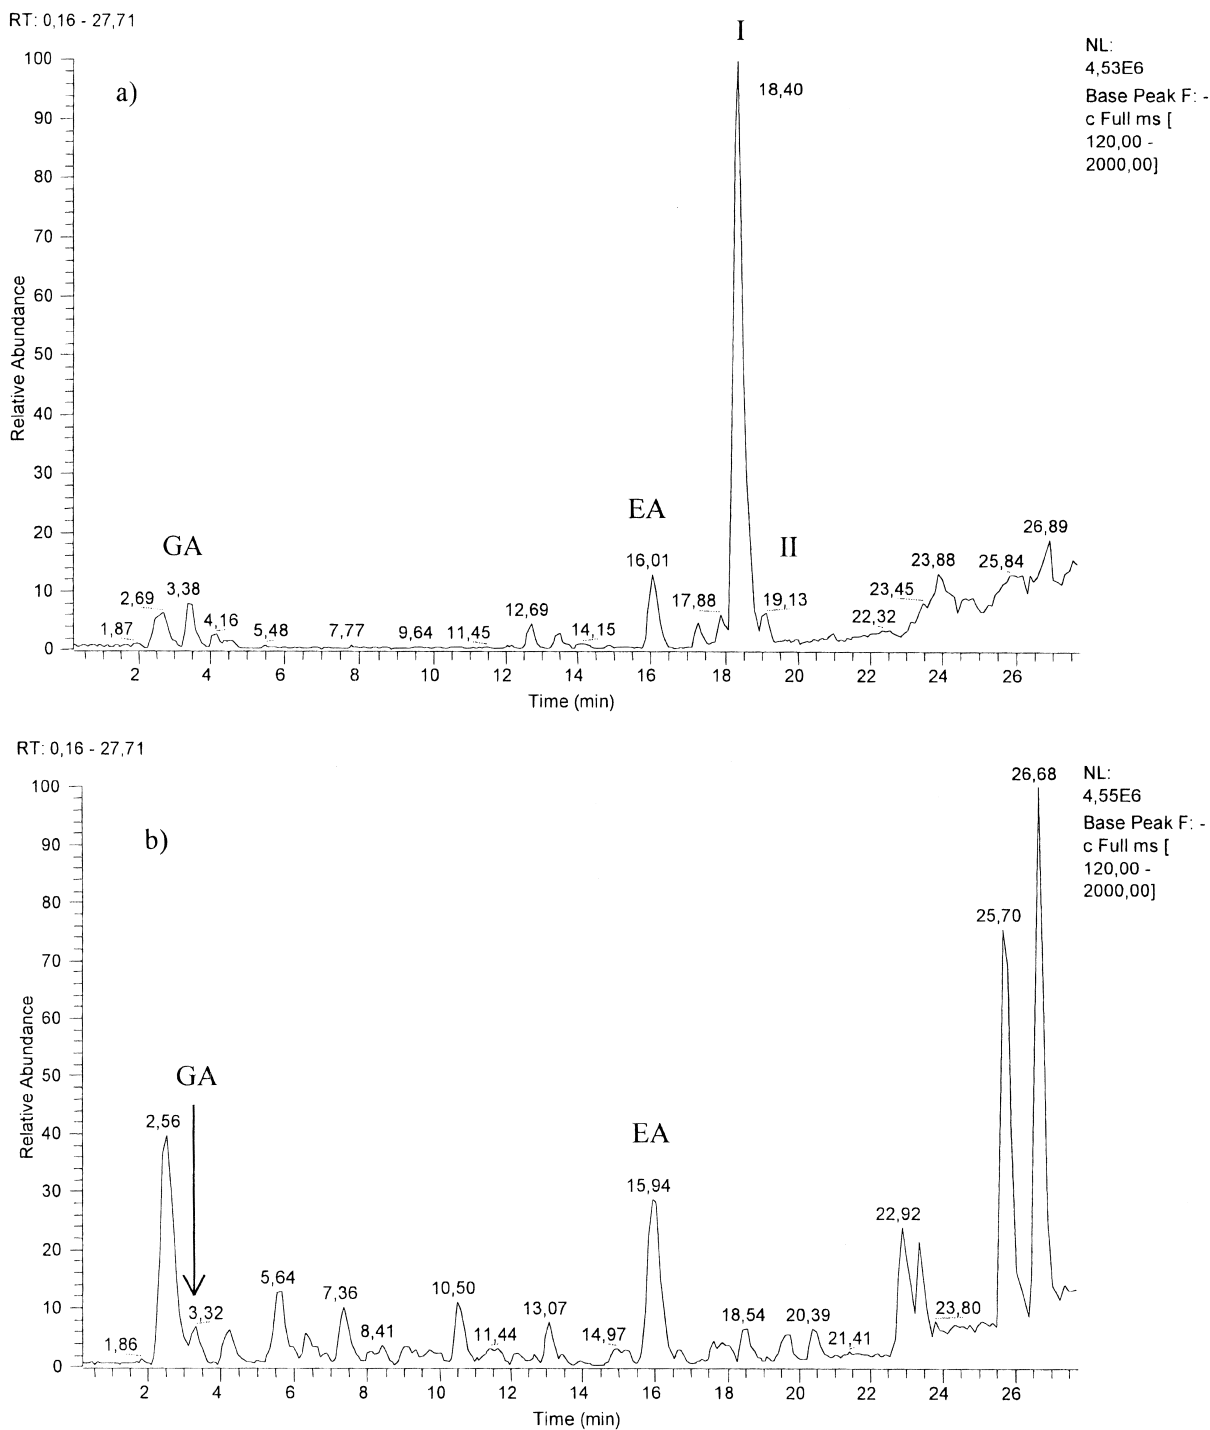 RT: 0,16 - 27,71
I
NL:
4,53E6
Base Peak F: -
c Full ms [
120,00 -
2000,00]
a)
18,40
100
90
80
70
60
50
40
30
20
10
0
Relative Abundance
GA
EA
II
1,87
2,69
3,38
4,16
5,48
7,77
9,64
11,45
12,69
14,15
16,01
17,88
19,13
22,32
23,45
23,88
25,84
26,89
2 4 6 8 10 12 14 16 18 20 22 24 26
Time (min)
RT: 0,16 - 27,71
NL:
4,55E6
Base Peak F: -
c Full ms [
120,00 -
2000,00]
b)
100
90
80
70
60
50
40
30
20
10
0
Relative Abundance
GA
EA
1,86
2,56
3,32
5,64
7,36
8,41
10,50
11,44
13,07
14,97
15,94
18,54
20,39
21,41
22,92
23,80
25,70
26,68
2 4 6 8 10 12 14 16 18 20 22 24 26
Time (min)